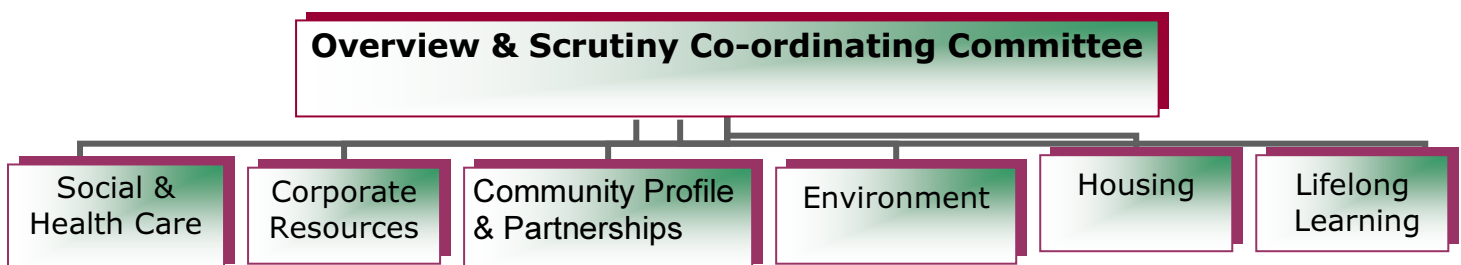 Overview & Scrutiny Co-ordinating Committee
Social &
Health Care
Corporate
Resources
Community Profile
& Partnerships
Environment
Housing
Lifelong
Learning